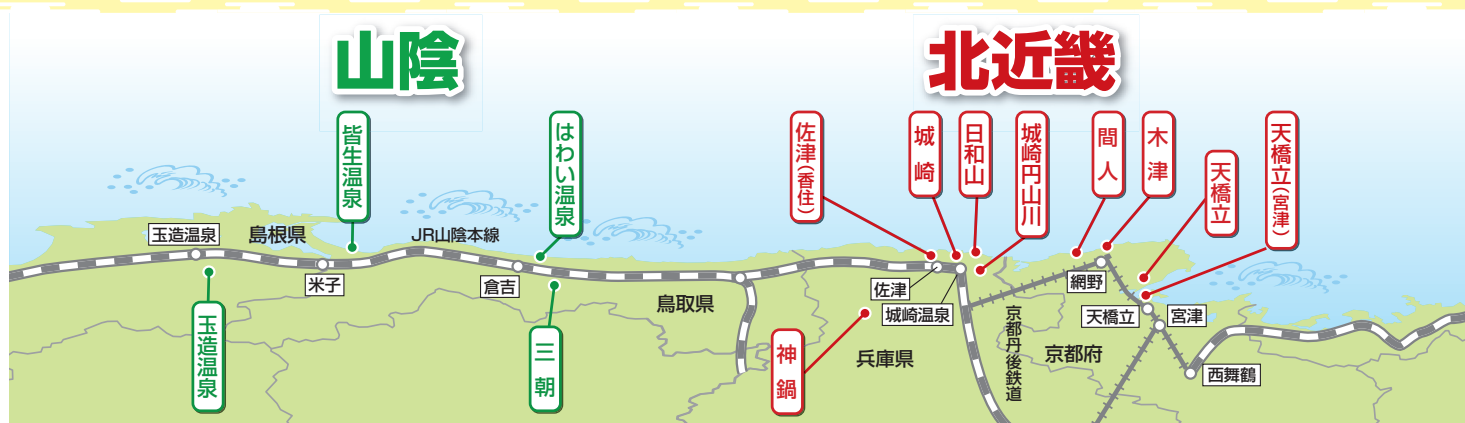 山陰
北近畿
皆生温泉
はわい温泉
佐津(香住)
城崎
日和山
城崎円山川
間人
木津
天橋立
天橋立(宮津)
玉造温泉
島根県
JR山陰本線
米子
倉吉
鳥取県
佐津
城崎温泉
網野
天橋立
宮津
西舞鶴
京都丹後鉄道
京都府
兵庫県
玉造温泉
三朝
神鍋